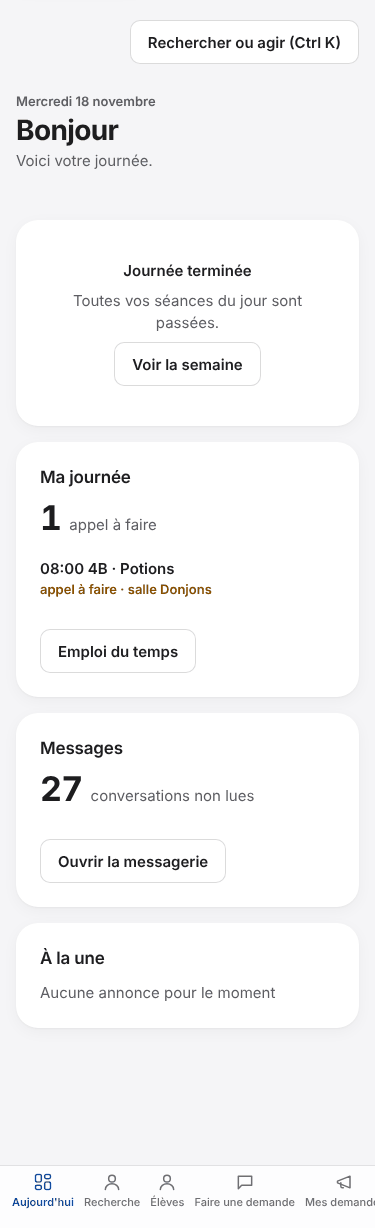 Rechercher ou agir (Ctrl K)
Mercredi 18 novembre
Bonjour
Voici votre journée.
Journée terminée
Toutes vos séances du jour sont
passées.
Voir la semaine
Ma journée
1 appel à faire
08:00 4B · Potions
appel à faire · salle Donjons
Emploi du temps
Messages
27 conversations non lues
Ouvrir la messagerie
À la une
Aucune annonce pour le moment
Aujourd'hui Recherche Élèves Faire une demande Mes demande